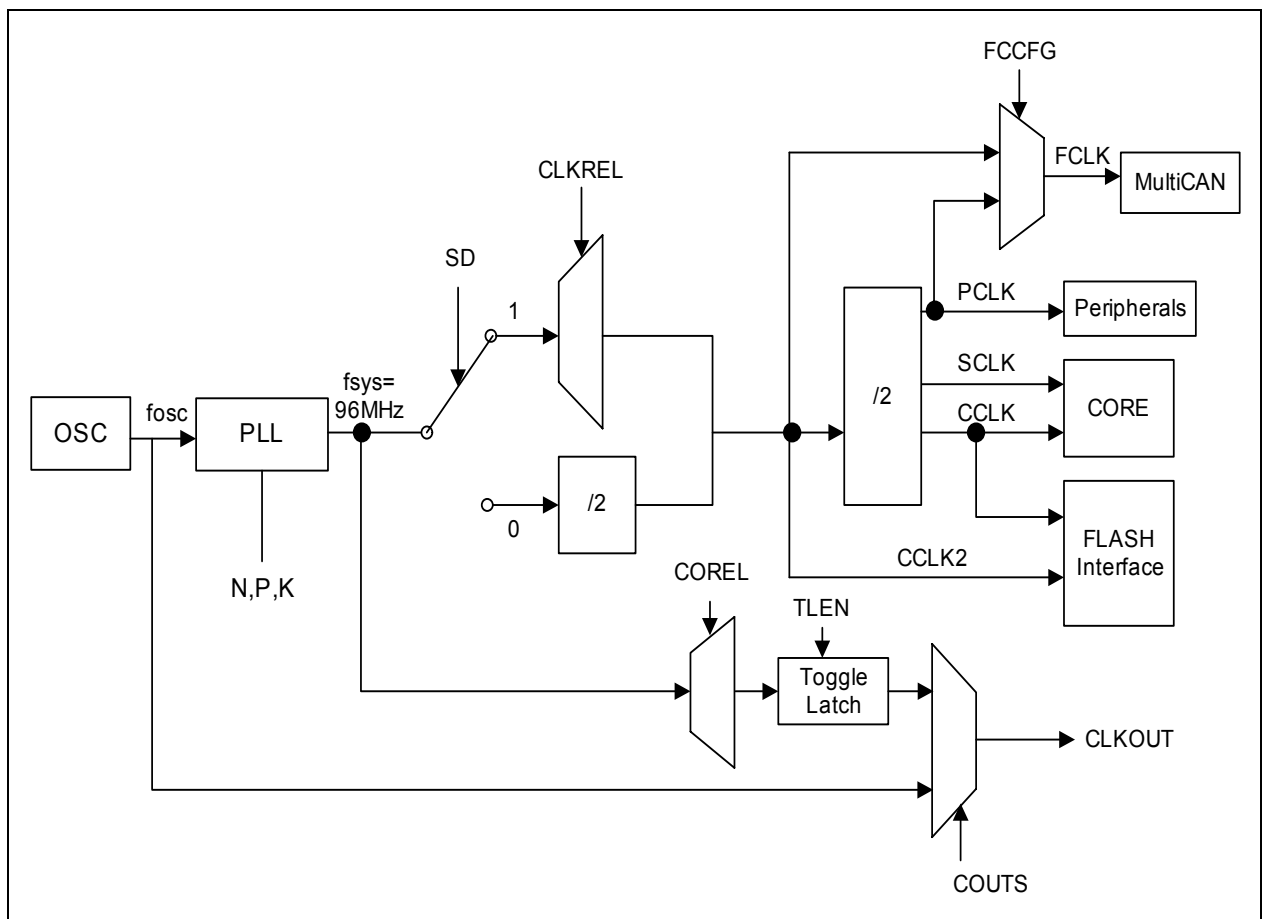 FCCFG
FCLK
MultiCAN
CLKREL
SD
1
PCLK
Peripherals
SCLK
CORE
CCLK
/2
fsys=
96MHz
fosc
OSC
PLL
/2
0
FLASH
Interface
CCLK2
N,P,K
COREL
TLEN
Toggle
Latch
CLKOUT
COUTS